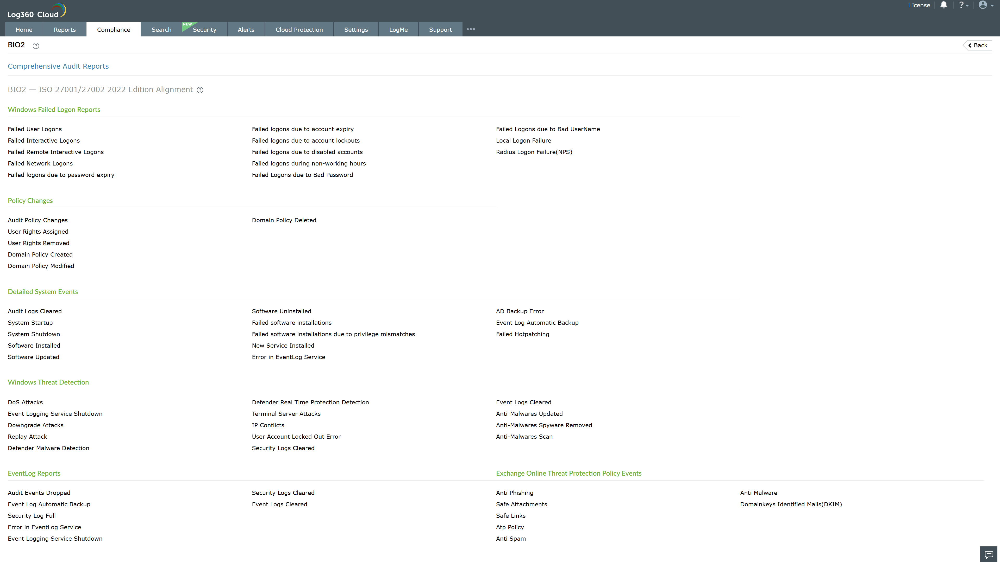 Log360 Cloud
License
?
Home
Reports
Compliance
Search
NEW
Security
Alerts
Cloud Protection
Settings
LogMe
Support
BIO2
?
Back
Comprehensive Audit Reports
BIO2 — ISO 27001/27002 2022 Edition Alignment ?
Windows Failed Logon Reports
Failed User Logons
Failed Interactive Logons
Failed Remote Interactive Logons
Failed Network Logons
Failed logons due to password expiry
Failed logons due to account expiry
Failed logons due to account lockouts
Failed logons due to disabled accounts
Failed logons during non-working hours
Failed Logons due to Bad Password
Failed Logons due to Bad UserName
Local Logon Failure
Radius Logon Failure(NPS)
Policy Changes
Audit Policy Changes
User Rights Assigned
User Rights Removed
Domain Policy Created
Domain Policy Modified
Domain Policy Deleted
Detailed System Events
Audit Logs Cleared
System Startup
System Shutdown
Software Installed
Software Updated
Software Uninstalled
Failed software installations
Failed software installations due to privilege mismatches
New Service Installed
Error in EventLog Service
AD Backup Error
Event Log Automatic Backup
Failed Hotpatching
Windows Threat Detection
DoS Attacks
Event Logging Service Shutdown
Downgrade Attacks
Replay Attack
Defender Malware Detection
Defender Real Time Protection Detection
Terminal Server Attacks
IP Conflicts
User Account Locked Out Error
Security Logs Cleared
Event Logs Cleared
Anti-Malwares Updated
Anti-Malwares Spyware Removed
Anti-Malwares Scan
EventLog Reports
Audit Events Dropped
Event Log Automatic Backup
Security Log Full
Error in EventLog Service
Event Logging Service Shutdown
Security Logs Cleared
Event Logs Cleared
Exchange Online Threat Protection Policy Events
Anti Phishing
Safe Attachments
Safe Links
Atp Policy
Anti Spam
Anti Malware
Domainkeys Identified Mails(DKIM)